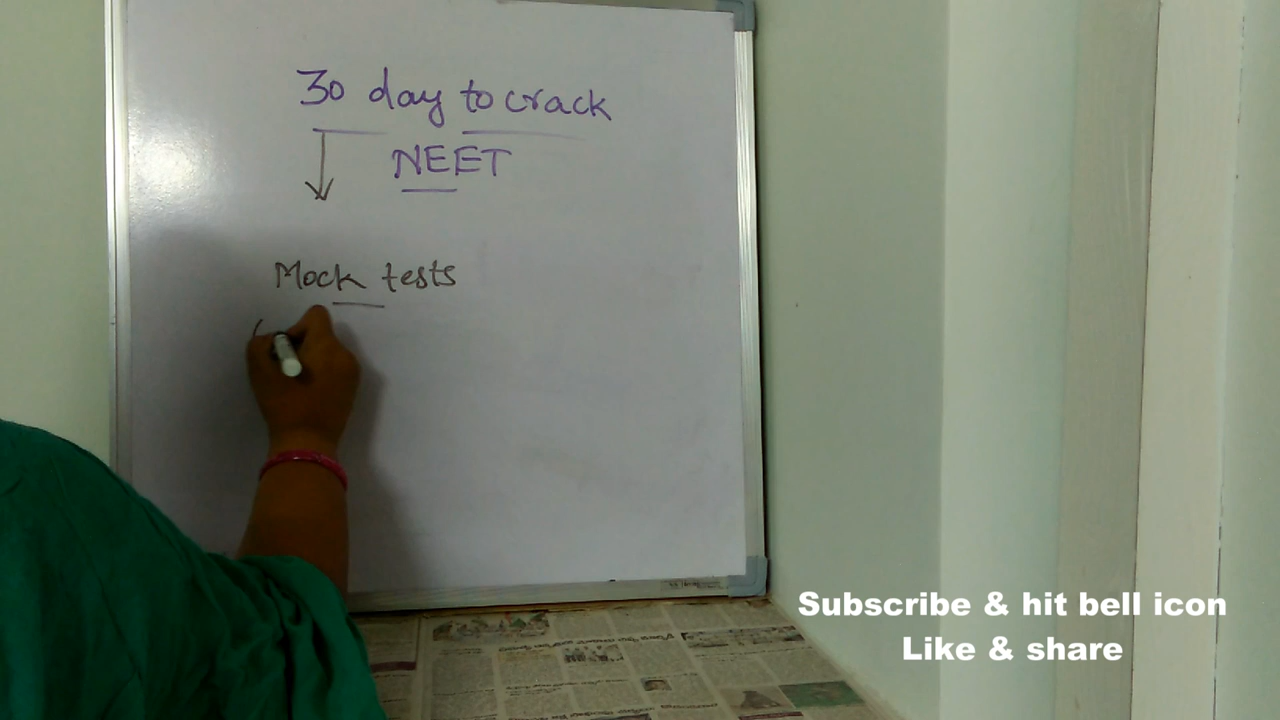 30 day to crack
NEET
Mock tests
Subscribe & hit bell icon
Like & share